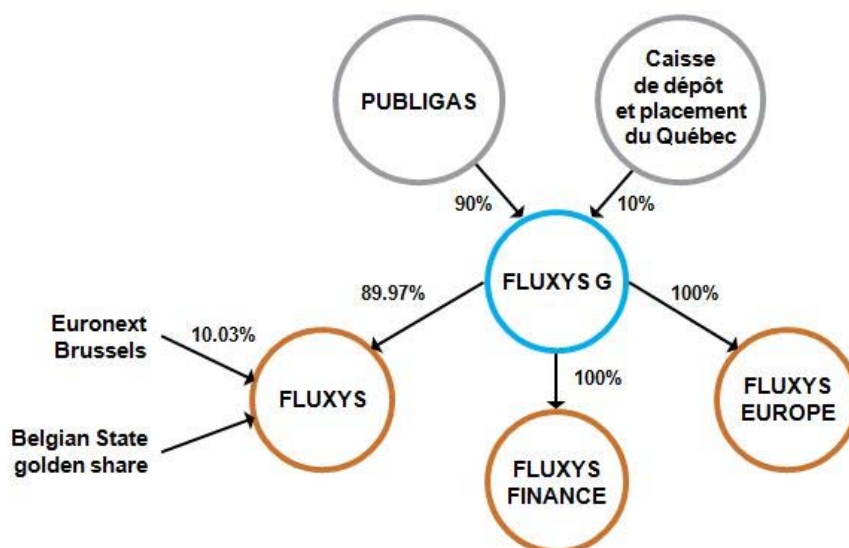 PUBLIGAS
Caisse
de dépôt
et placement
du Québec
90%
10%
FLUXYS G
89.97%
100%
100%
Euronext
Brussels
10.03%
FLUXYS
Belgian State
golden share
FLUXYS
FINANCE
FLUXYS
EUROPE